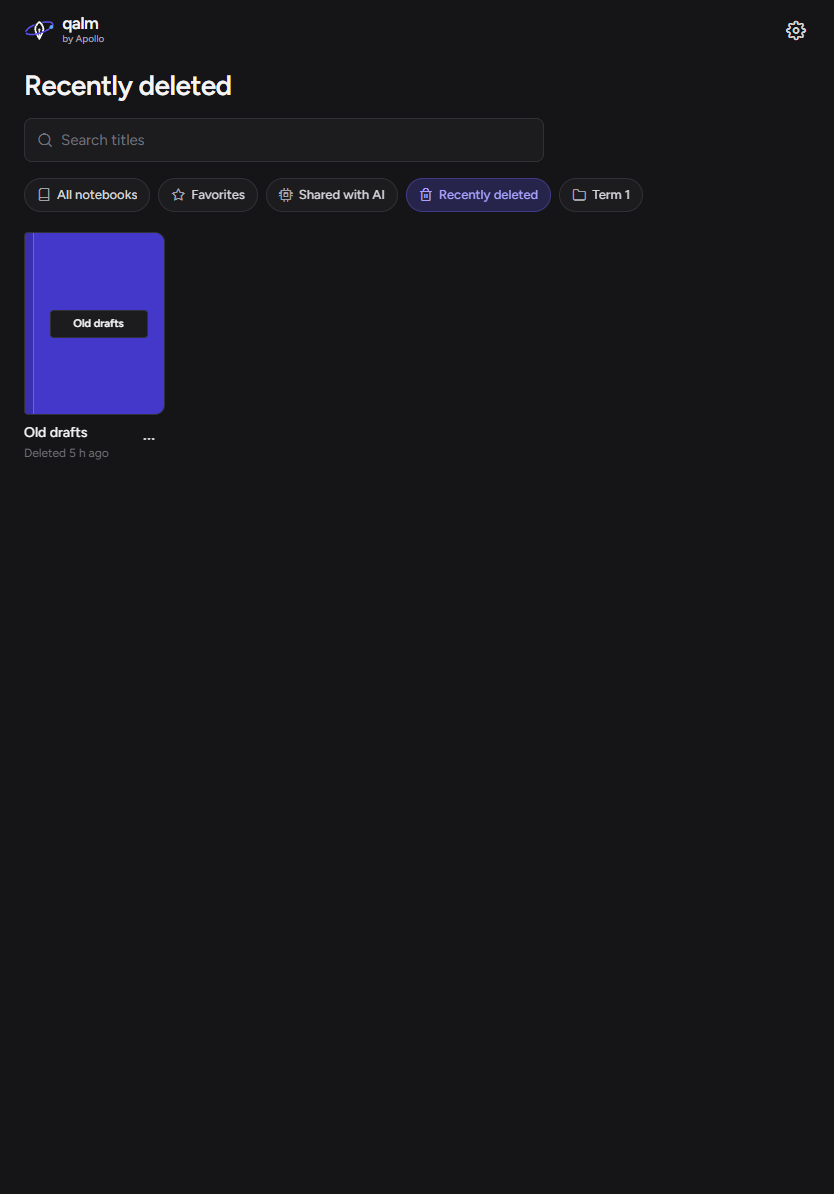 qalm
by Apollo
Recently deleted
Search titles
All notebooks
Favorites
Shared with AI
Recently deleted
Term 1
Old drafts
Old drafts
...
Deleted 5 h ago